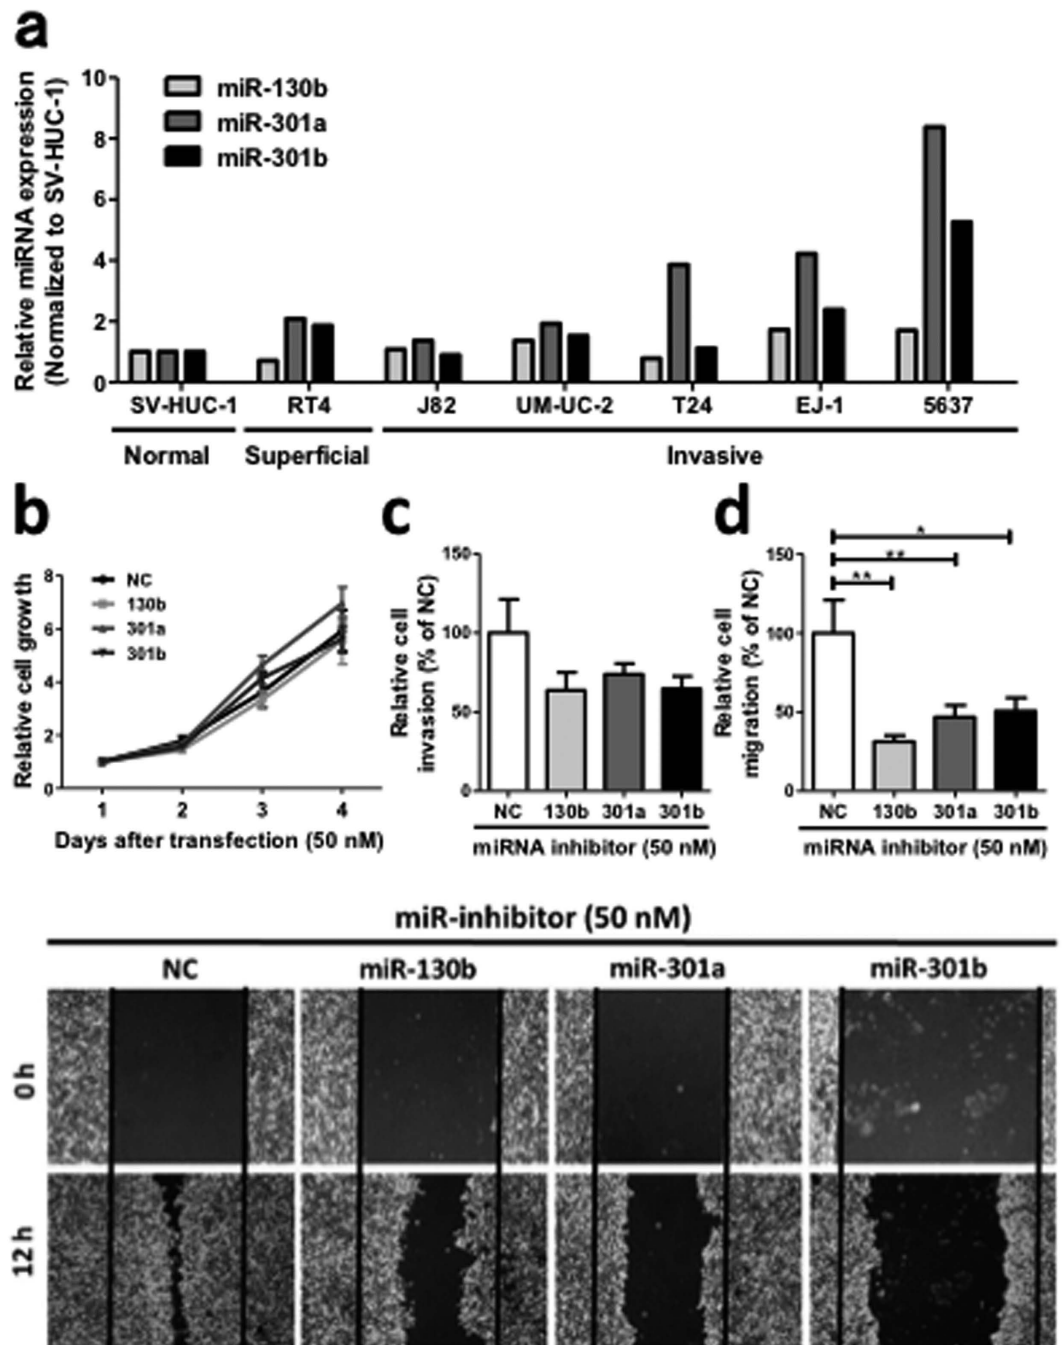 a
Relative miRNA expression
(Normalized to SV-HUC-1)
10
8
6
4
2
0
miR-130b
miR-301a
miR-301b
SV-HUC-1 RT4 J82 UM-UC-2 T24 EJ-1 5637
Normal Superficial Invasive
b
Relative cell growth
8
6
4
2
0
NC
130b
301a
301b
1 2 3 4
Days after transfection (50 nM)
c
Relative cell
invasion (% of NC)
150
100
50
0
NC 130b 301a 301b
miRNA inhibitor (50 nM)
d
Relative cell
migration (% of NC)
150
100
50
0
*
**
**
NC 130b 301a 301b
miRNA inhibitor (50 nM)
miR-inhibitor (50 nM)
NC miR-130b miR-301a miR-301b
0 h
12 h